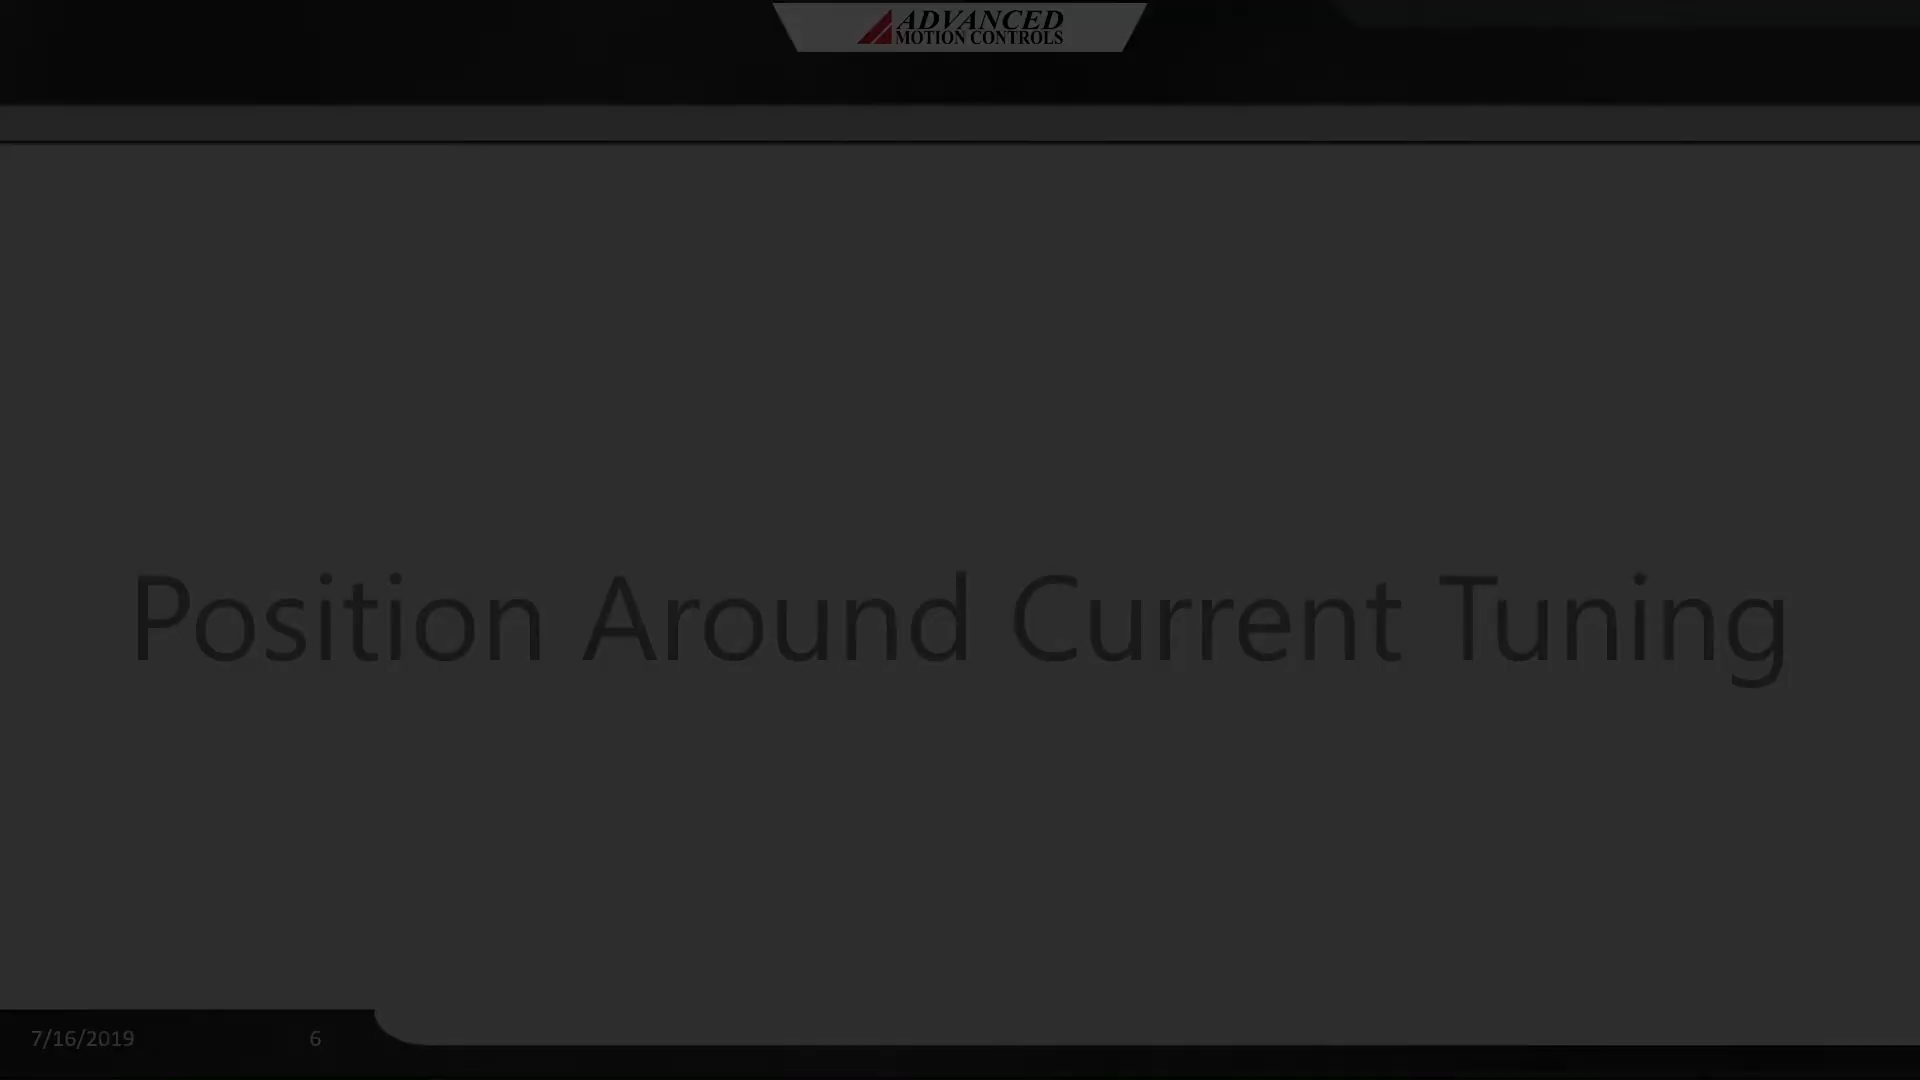 ADVANCED
MOTION CONTROLS
Position Around Current Tuning
7/16/2019 6